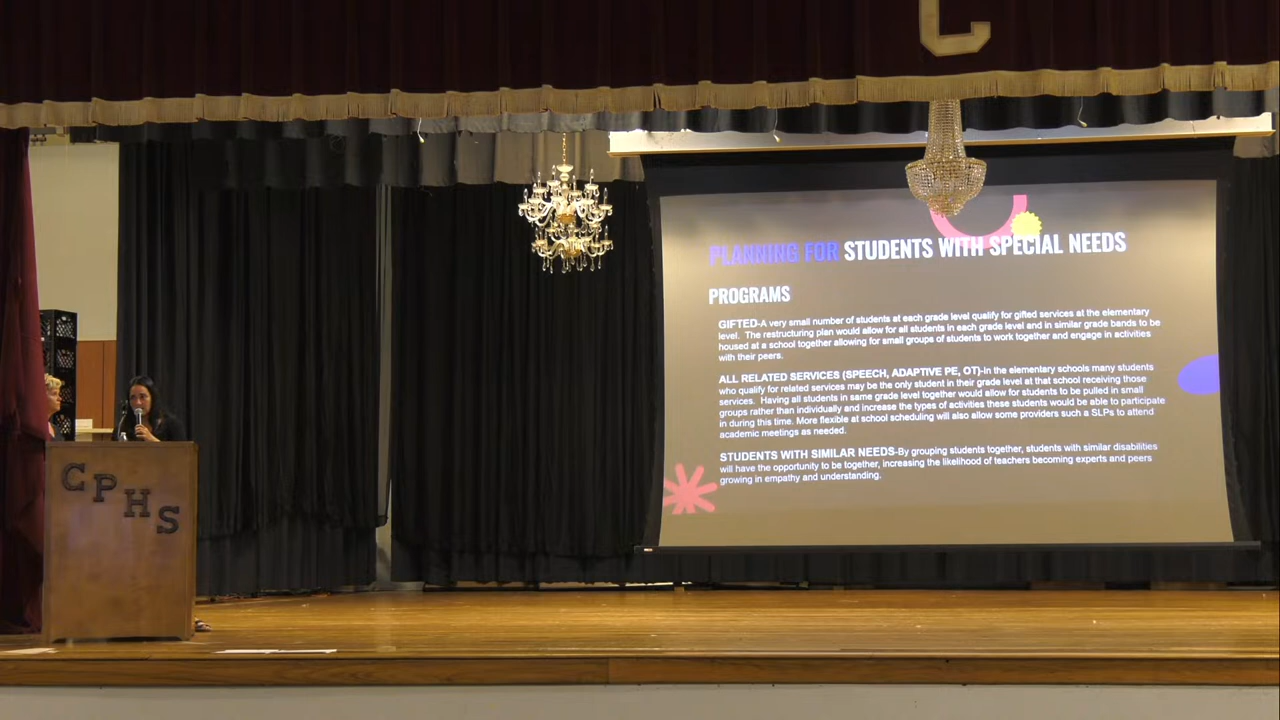 C
PLANNING FOR STUDENTS WITH SPECIAL NEEDS
PROGRAMS
GIFTED-A very small number of students at each grade level qualify for gifted services at the elementary
level. The restructuring plan would allow for all students in each grade level and in similar grade bands to be
housed at a school together allowing for small groups of students to work together and engage in activities
with their peers.
ALL RELATED SERVICES (SPEECH, ADAPTIVE PE, OT)-In the elementary schools many students
who qualify for related services may be the only student in their grade level at that school receiving those
services. Having all students in same grade level together would allow for students to be pulled in small
groups rather than individually and increase the types of activities these students would be able to participate
in during this time. More flexible at school scheduling will also allow some providers such a SLPs to attend
academic meetings as needed.
STUDENTS WITH SIMILAR NEEDS-By grouping students together, students with similar disabilities
will have the opportunity to be together, increasing the likelihood of teachers becoming experts and peers
growing in empathy and understanding.
CPHS